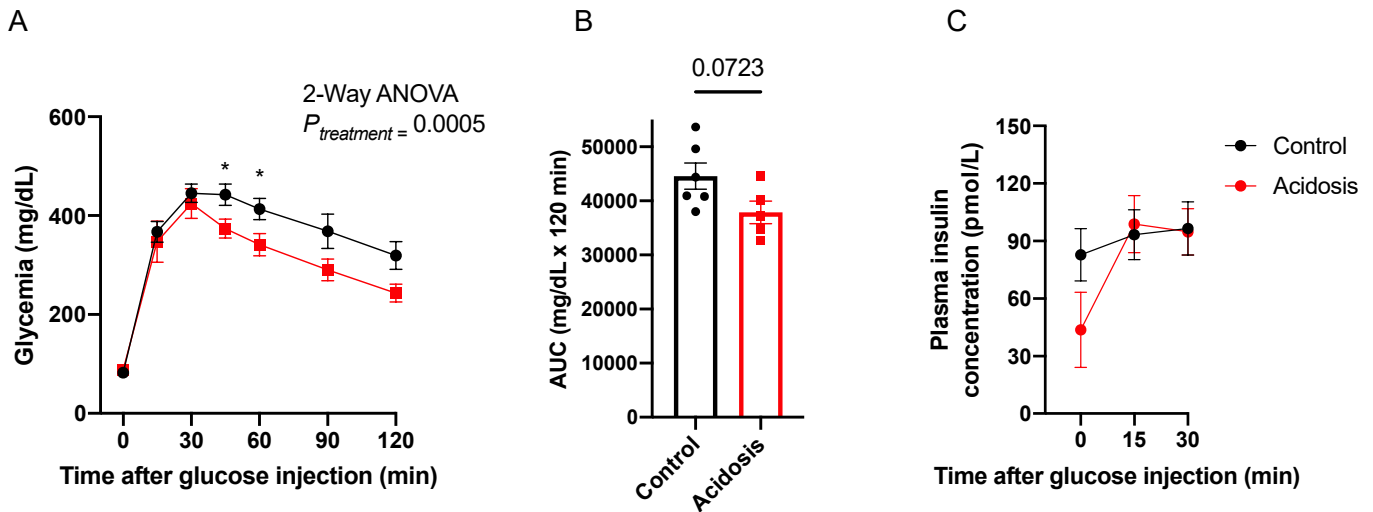 A
B
C
2-Way ANOVA
P treatment = 0.0005
Glycemia (mg/dL)
600
400
200
0
0 30 60 90 120
Time after glucose injection (min)
*
*
0.0723
AUC (mg/dL x 120 min)
50000
40000
30000
20000
10000
0
Control
Acidosis
Plasma insulin
concentration (pmol/L)
150
120
90
60
30
0
0 15 30
Time after glucose injection (min)
Control
Acidosis